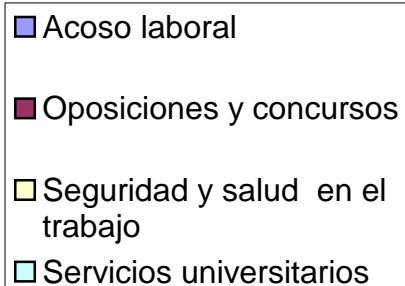 Acoso laboral
Oposiciones y concursos
Seguridad y salud en el
trabajo
Servicios universitarios